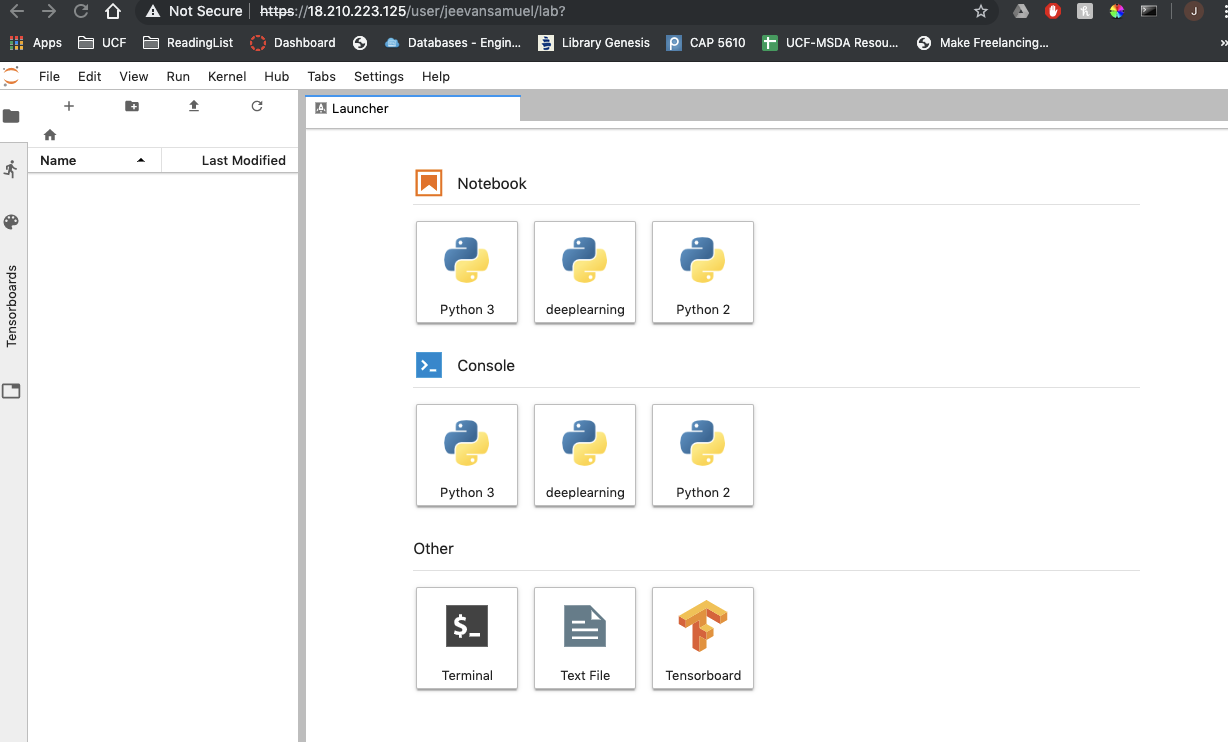 Not Secure | https://18.210.223.125/user/jeevansamuel/lab? J
Apps UCF ReadingList Dashboard Databases - Engin... Library Genesis P CAP 5610 UCF-MSDA Resou... Make Freelancing... »
File Edit View Run Kernel Hub Tabs Settings Help
Launcher
Name Last Modified
Tensorboards
Notebook
Python 3 deeplearning Python 2
Console
Python 3 deeplearning Python 2
Other
$_
Terminal Text File Tensorboard